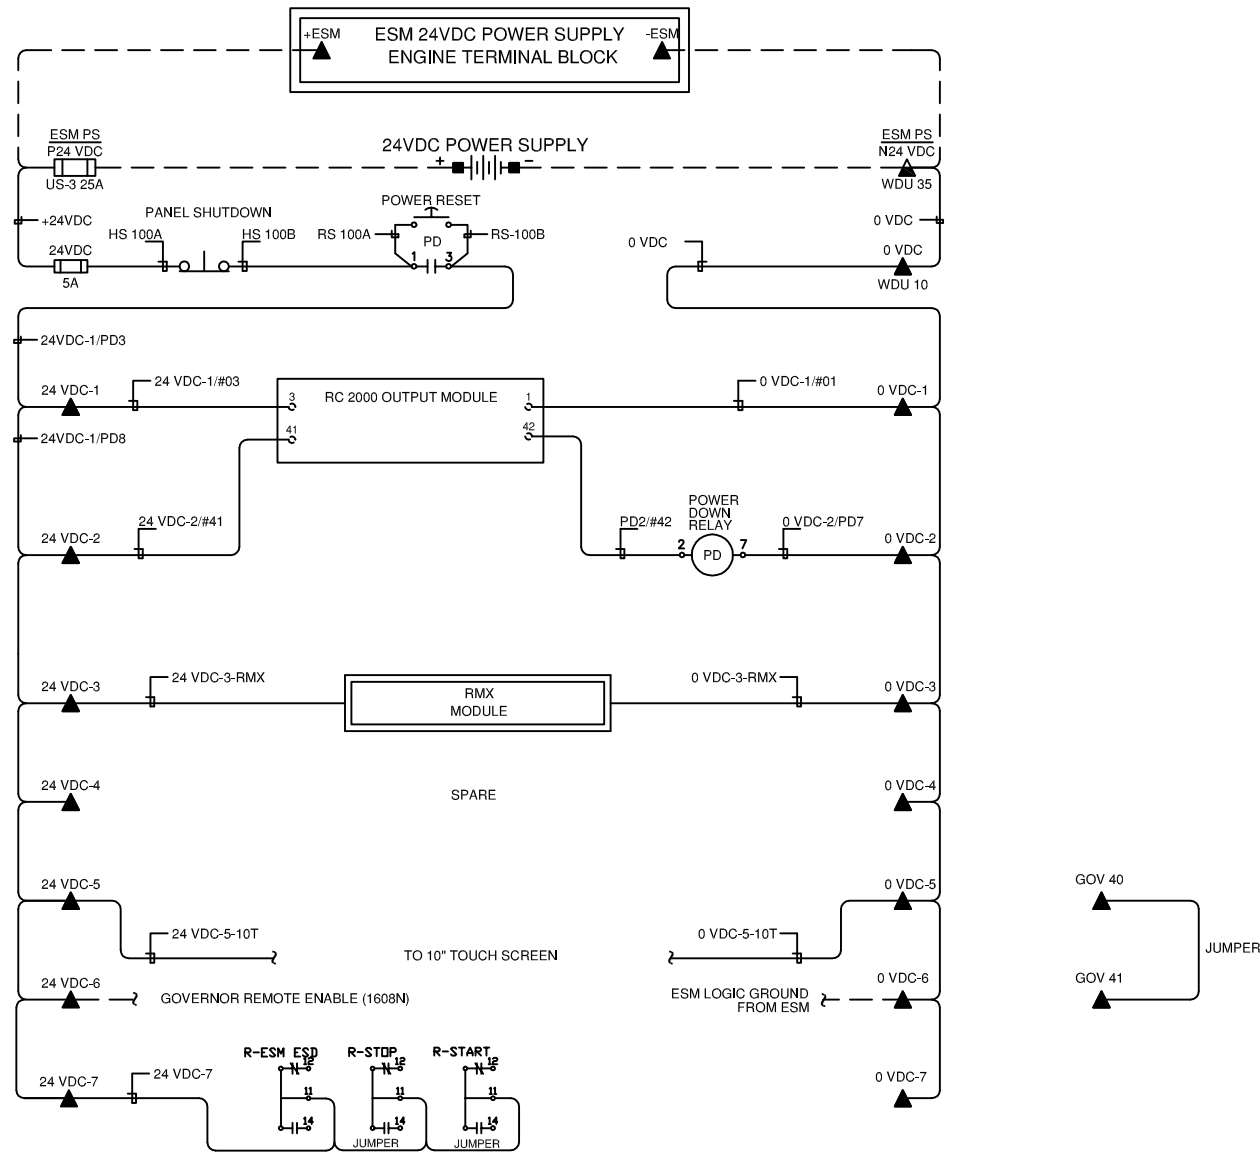 +ESM
ESM 24VDC POWER SUPPLY
ENGINE TERMINAL BLOCK
-ESM
ESM PS
P24 VDC
US-3 25A
24VDC POWER SUPPLY
+
-
ESM PS
N24 VDC
WDU 35
+24VDC
PANEL SHUTDOWN
HS 100A
HS 100B
POWER RESET
RS 100A
PD
RS-100B
1
3
0 VDC
0 VDC
24VDC
5A
0 VDC
WDU 10
24VDC-1/PD3
24 VDC-1
24 VDC-1/#03
3
RC 2000 OUTPUT MODULE
1
0 VDC-1/#01
0 VDC-1
41
42
24VDC-1/PD8
24 VDC-2
24 VDC-2/#41
PD2/#42
POWER
DOWN
RELAY
2
PD
7
0 VDC-2/PD7
0 VDC-2
24 VDC-3
24 VDC-3-RMX
RMX
MODULE
0 VDC-3-RMX
0 VDC-3
24 VDC-4
SPARE
0 VDC-4
24 VDC-5
0 VDC-5
GOV 40
24 VDC-5-10T
TO 10" TOUCH SCREEN
0 VDC-5-10T
JUMPER
24 VDC-6
GOVERNOR REMOTE ENABLE (1608N)
ESM LOGIC GROUND
FROM ESM
0 VDC-6
GOV 41
24 VDC-7
24 VDC-7
R-ESM ESD
12
11
14
R-STOP
12
11
14
JUMPER
R-START
12
11
14
JUMPER
0 VDC-7